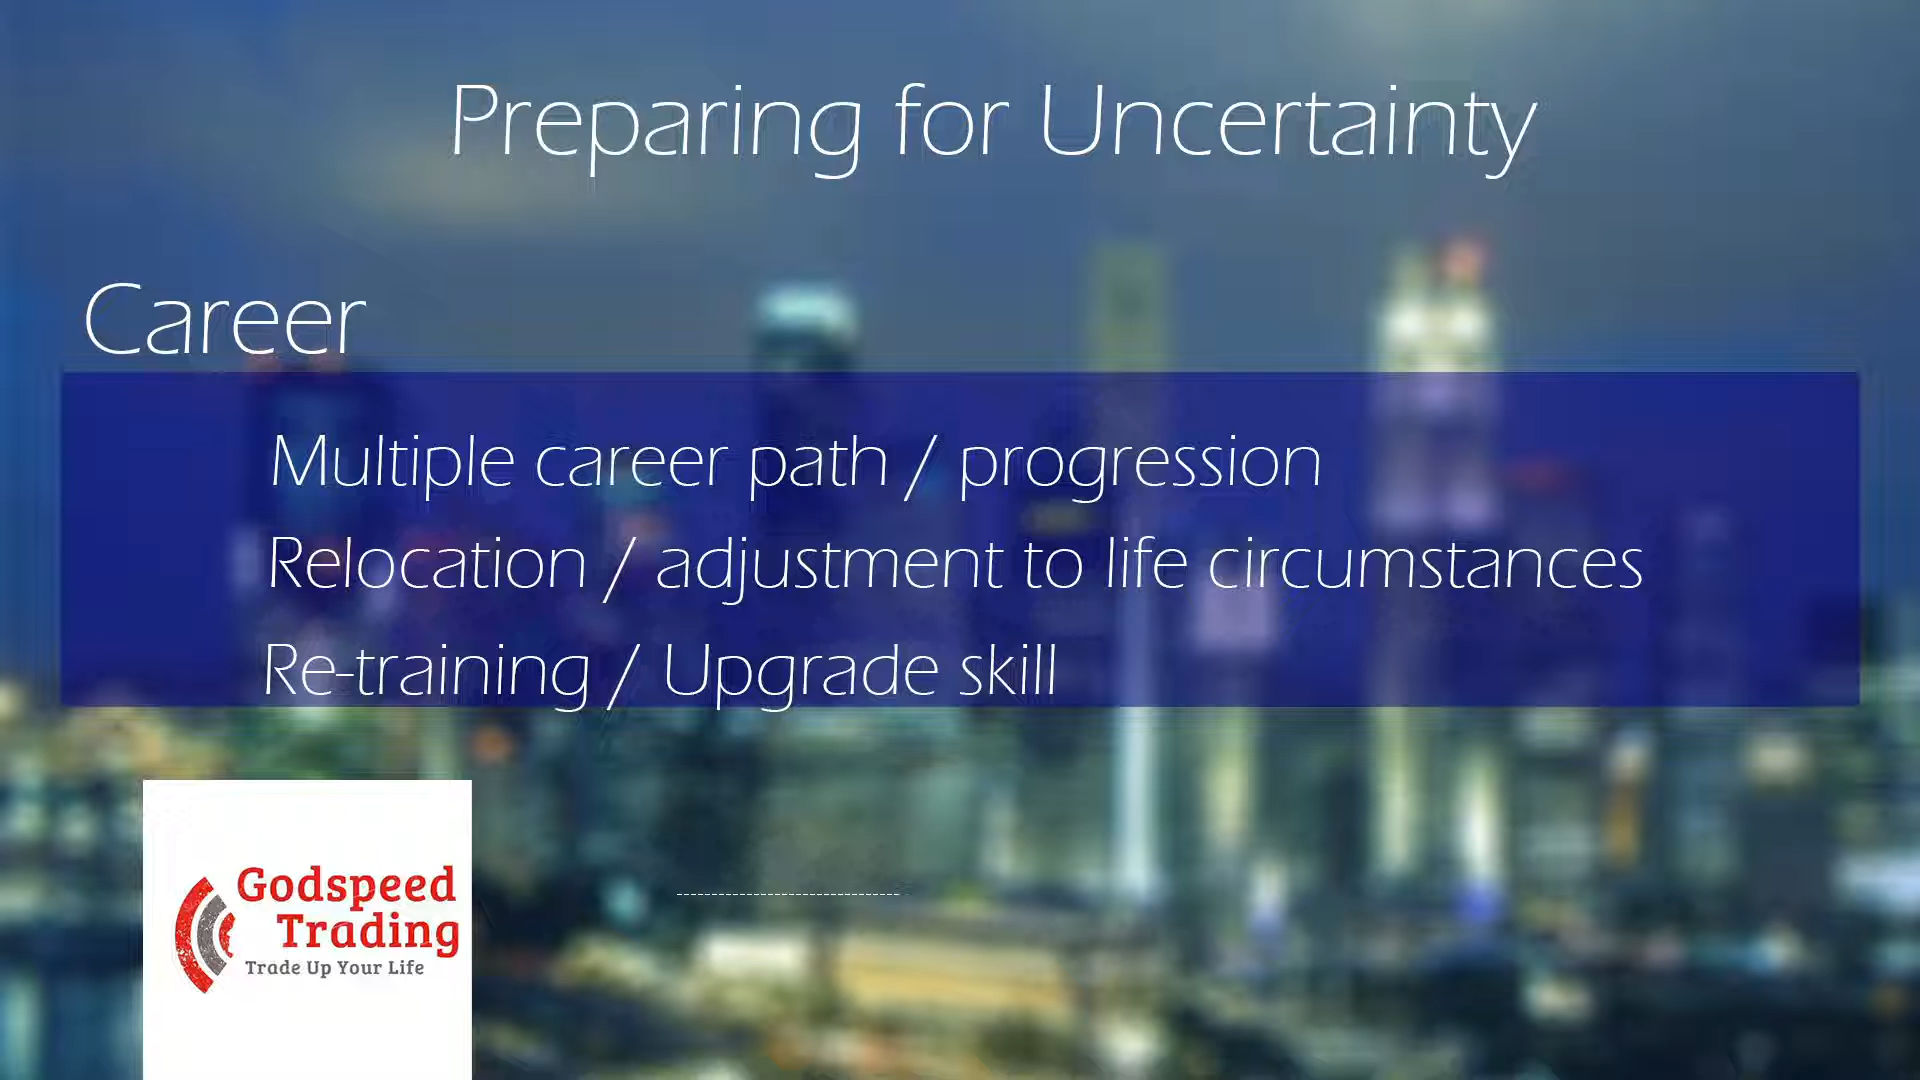 Preparing for Uncertainty
Career
Multiple career path / progression
Relocation / adjustment to life circumstances
Re-training / Upgrade skill
Godspeed
Trading
Trade Up Your Life